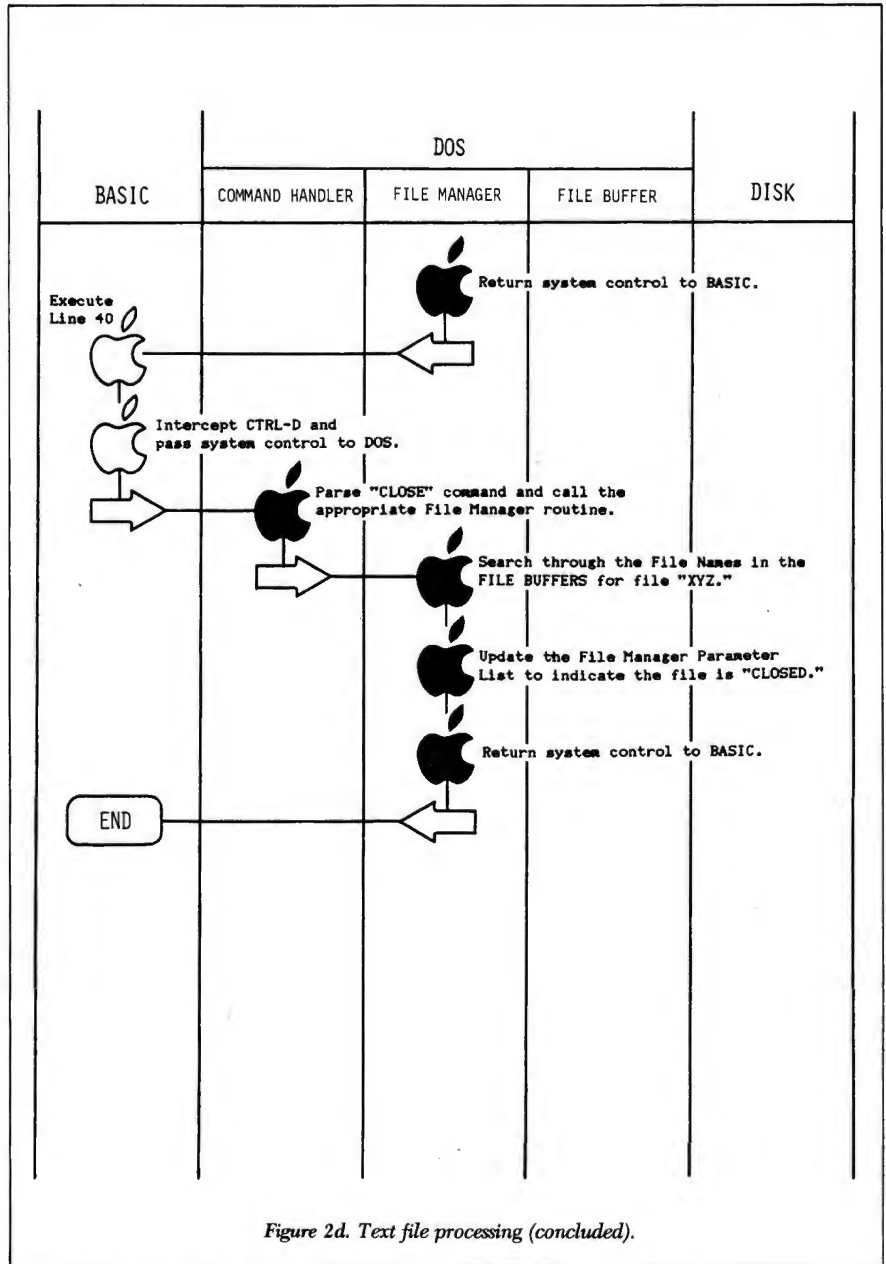 DOS
BASIC
COMMAND HANDLER
FILE MANAGER
FILE BUFFER
DISK
Return system control to BASIC.
Execute
Line 40
Intercept CTRL-D and
pass system control to DOS.
Parse "CLOSE" command and call the
appropriate File Manager routine.
Search through the File Names in the
FILE BUFFERS for file "XYZ."
Update the File Manager Parameter
List to indicate the file is "CLOSED."
Return system control to BASIC.
END
Figure 2d. Text file processing (concluded).